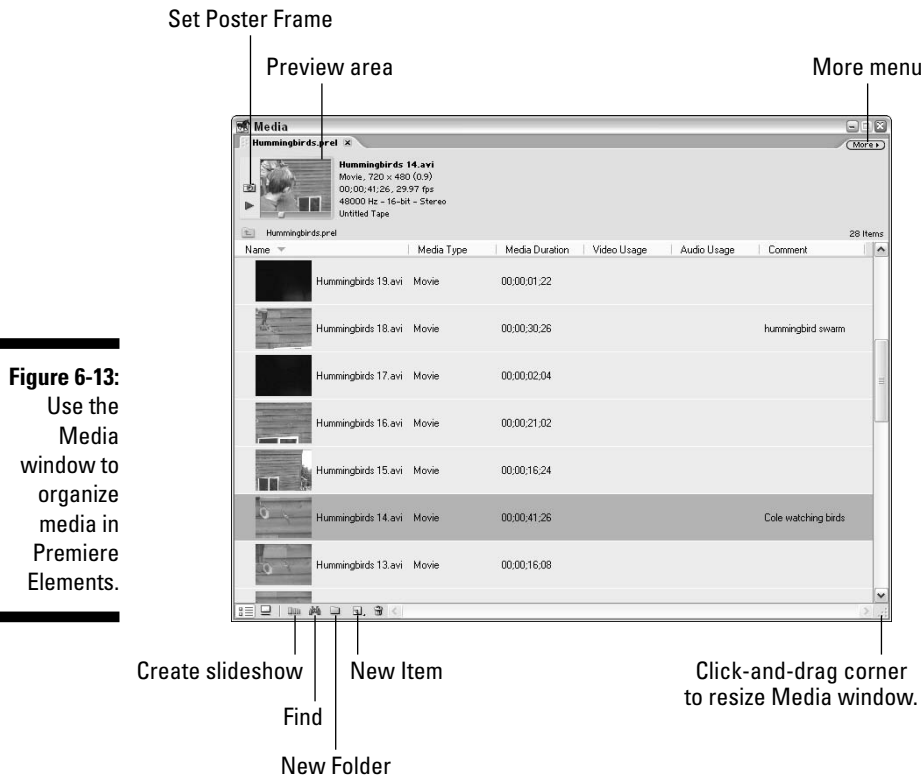 Set Poster Frame
Preview area
More menu
Media
Hummingbirds.prel
More
Hummingbirds 14.avi
Movie, 720 x 480 (0.9)
00;00;41;26, 29.97 fps
48000 Hz - 16-bit - Stereo
Untitled Tape
Hummingbirds.prel
28 Items
Name Media Type Media Duration Video Usage Audio Usage Comment
Hummingbirds 19.avi Movie 00;00;01;22
Hummingbirds 18.avi Movie 00;00;30;26 hummingbird swarm
Hummingbirds 17.avi Movie 00;00;02;04
Hummingbirds 16.avi Movie 00;00;21;02
Hummingbirds 15.avi Movie 00;00;16;24
Hummingbirds 14.avi Movie 00;00;41;26 Cole watching birds
Hummingbirds 13.avi Movie 00;00;16;08
Figure 6-13:
Use the
Media
window to
organize
media in
Premiere
Elements.
Create slideshow
New Item
Click-and-drag corner
to resize Media window.
Find
New Folder